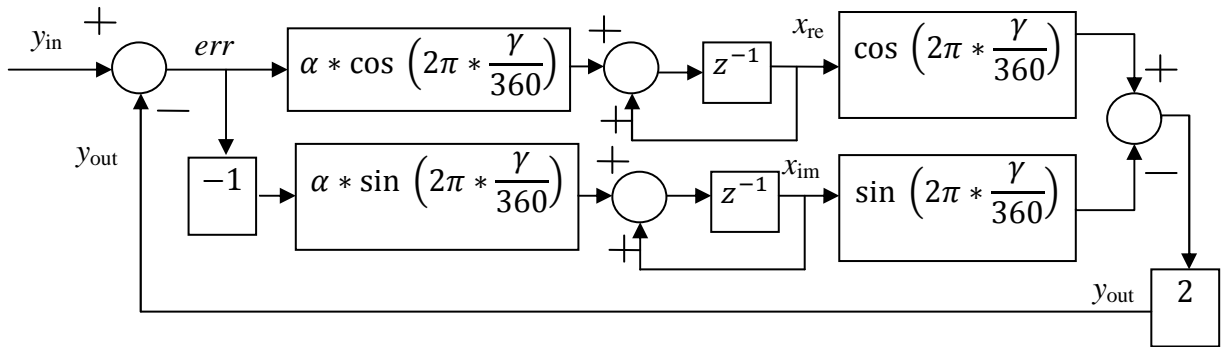 +
y_in
err
α * cos (2π * γ/360)
+
z⁻¹
x_re
cos (2π * γ/360)
+
−
+
y_out
−1
α * sin (2π * γ/360)
+
z⁻¹
x_im
sin (2π * γ/360)
−
+
y_out
2